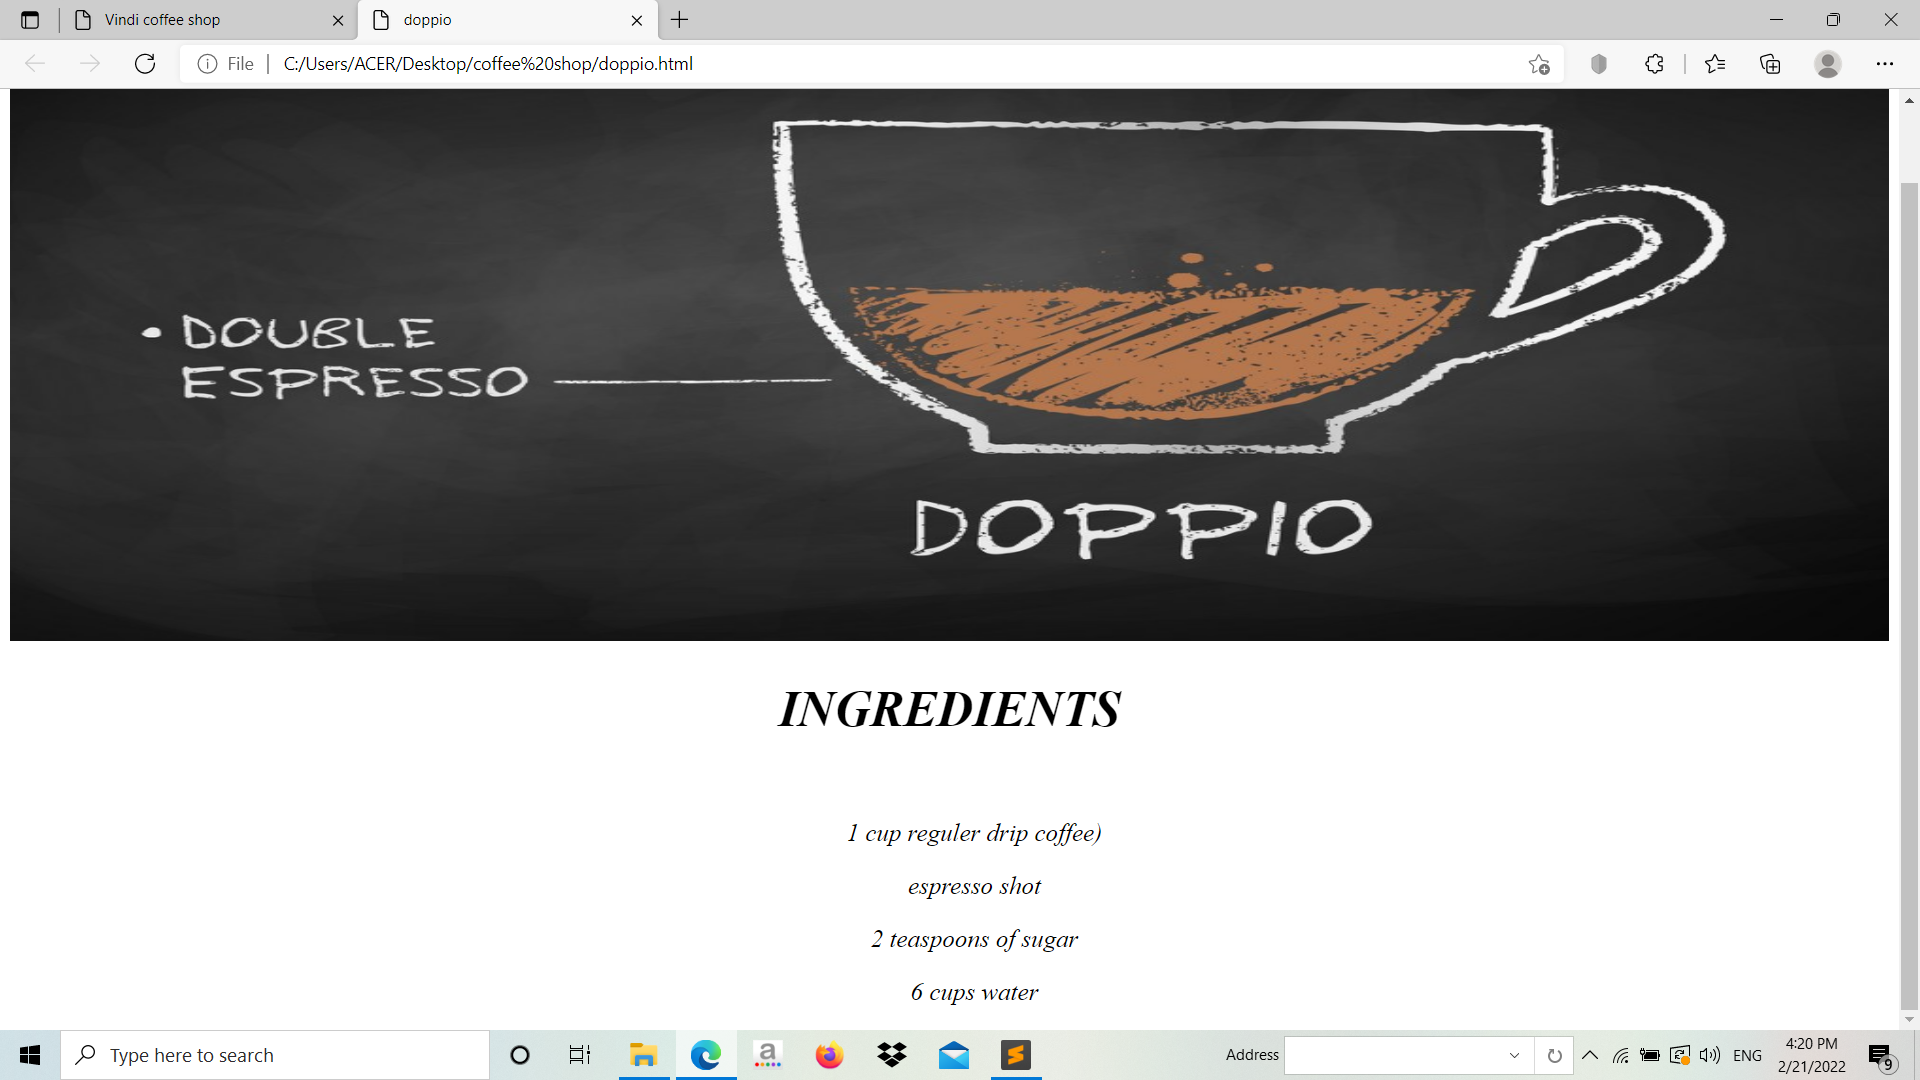 Vindi coffee shop
doppio
File
C:/Users/ACER/Desktop/coffee%20shop/doppio.html
• DOUBLE
ESPRESSO
DOPPIO
INGREDIENTS
1 cup reguler drip coffee)
espresso shot
2 teaspoons of sugar
6 cups water
Type here to search
Address
ENG
4:20 PM
2/21/2022
9